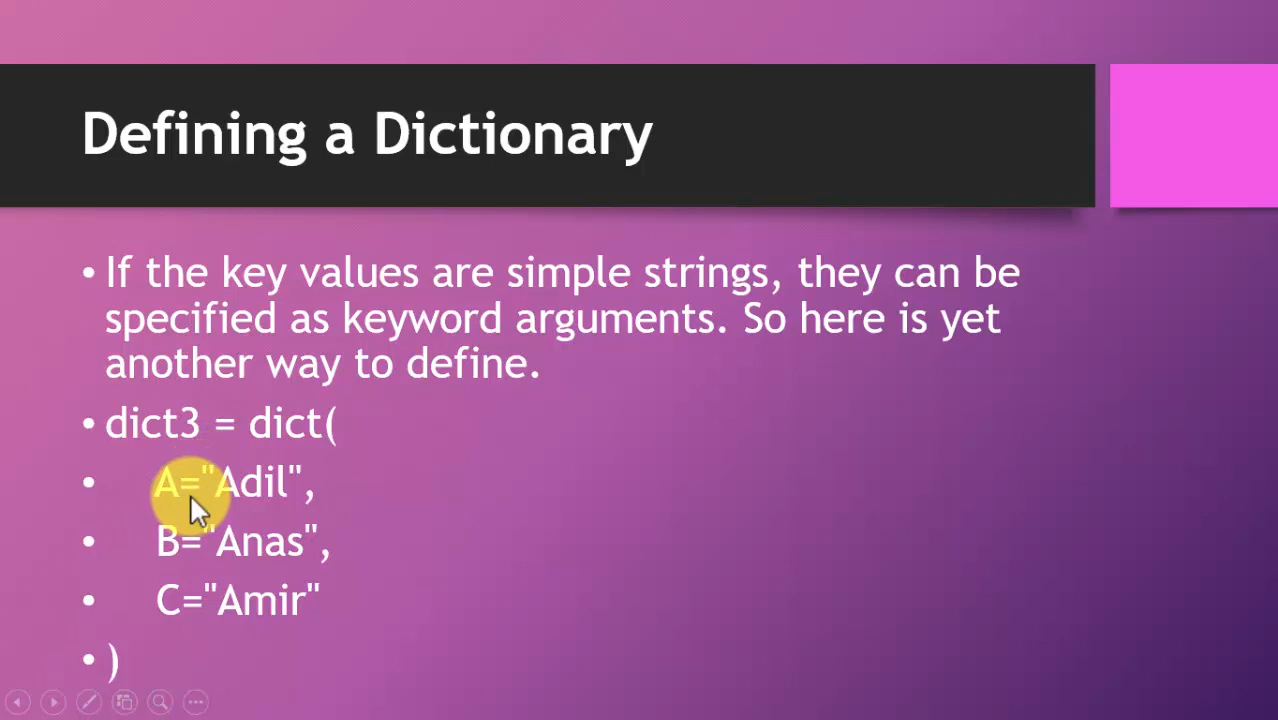 Defining a Dictionary
• If the key values are simple strings, they can be
specified as keyword arguments. So here is yet
another way to define.
• dict3 = dict(
• A="Adil",
• B="Anas",
• C="Amir"
• )